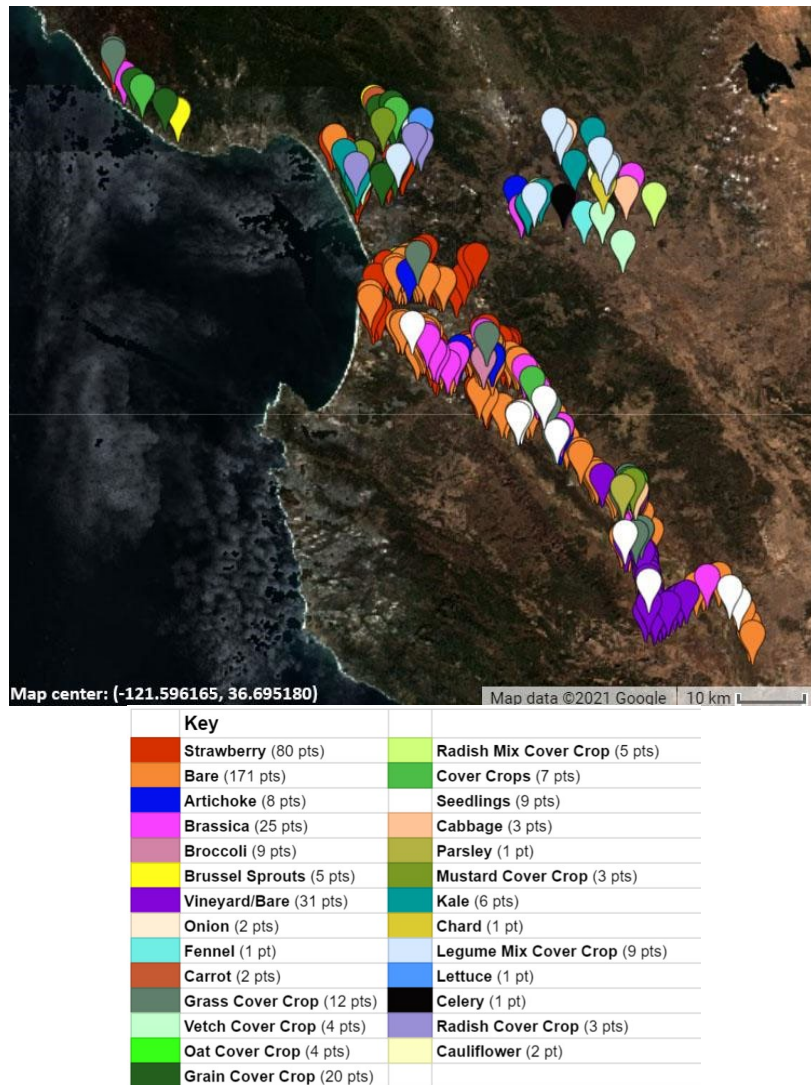 Map center: (-121.596165, 36.695180)
Map data ©2021 Google 10 km
Key
Strawberry (80 pts) Radish Mix Cover Crop (5 pts)
Bare (171 pts) Cover Crops (7 pts)
Artichoke (8 pts) Seedlings (9 pts)
Brassica (25 pts) Cabbage (3 pts)
Broccoli (9 pts) Parsley (1 pt)
Brussel Sprouts (5 pts) Mustard Cover Crop (3 pts)
Vineyard/Bare (31 pts) Kale (6 pts)
Onion (2 pts) Chard (1 pt)
Fennel (1 pt) Legume Mix Cover Crop (9 pts)
Carrot (2 pts) Lettuce (1 pt)
Grass Cover Crop (12 pts) Celery (1 pt)
Vetch Cover Crop (4 pts) Radish Cover Crop (3 pts)
Oat Cover Crop (4 pts) Cauliflower (2 pt)
Grain Cover Crop (20 pts)